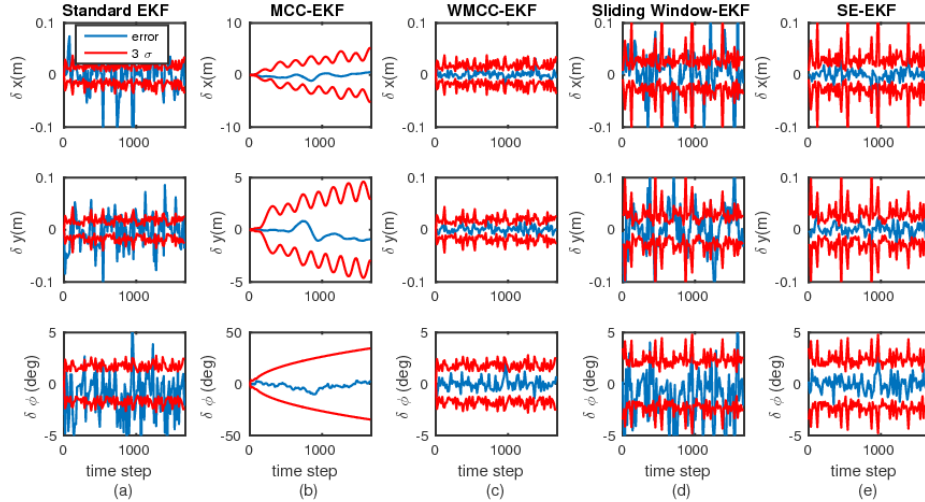 Standard EKF
MCC-EKF
WMCC-EKF
Sliding Window-EKF
SE-EKF
error
3 σ
δ x(m)
0.1
0
-0.1
0
1000
δ x(m)
10
0
-10
0
1000
δ x(m)
0.1
0
-0.1
0
1000
δ x(m)
0.1
0
-0.1
0
1000
δ x(m)
0.1
0
-0.1
0
1000
δ y(m)
0.1
0
-0.1
0
1000
δ y(m)
5
0
-5
0
1000
δ y(m)
0.1
0
-0.1
0
1000
δ y(m)
0.1
0
-0.1
0
1000
δ y(m)
0.1
0
-0.1
0
1000
δ ϕ (deg)
5
0
-5
0
1000
δ ϕ (deg)
50
0
-50
0
1000
δ ϕ (deg)
5
0
-5
0
1000
δ ϕ (deg)
5
0
-5
0
1000
δ ϕ (deg)
5
0
-5
0
1000
time step
time step
time step
time step
time step
(a)
(b)
(c)
(d)
(e)